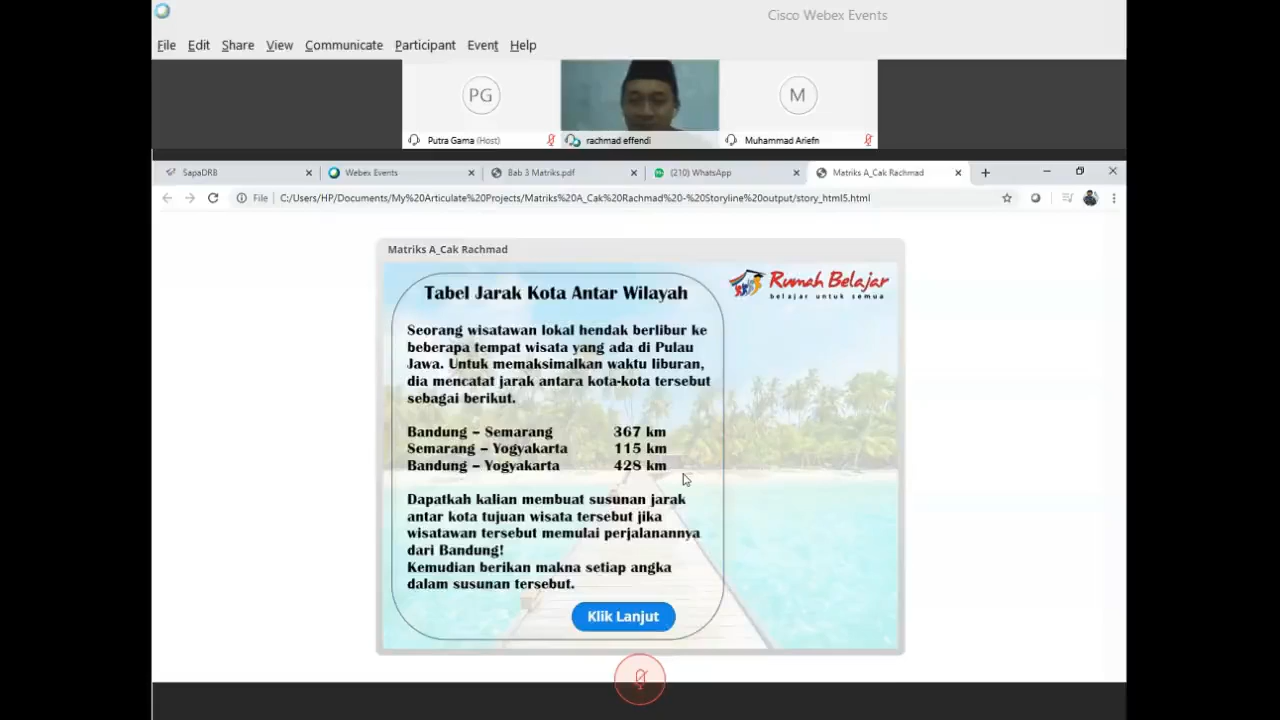 Cisco Webex Events
File Edit Share View Communicate Participant Event Help
PG
M
Putra Gama (Host)
rachmad effendi
Muhammad Ariefn
SapaDRB
Webex Events
Bab 3 Matriks.pdf
(210) WhatsApp
Matriks A_Cak Rachmad
File C:/Users/HP/Documents/My%20Articulate%20Projects/Matriks%20A_Cak%20Rachmad%20-%20Storyline%20output/story_html5.html
Matriks A_Cak Rachmad
Rumah Belajar
belajar untuk semua
Tabel Jarak Kota Antar Wilayah
Seorang wisatawan lokal hendak berlibur ke
beberapa tempat wisata yang ada di Pulau
Jawa. Untuk memaksimalkan waktu liburan,
dia mencatat jarak antara kota-kota tersebut
sebagai berikut.
Bandung – Semarang 367 km
Semarang – Yogyakarta 115 km
Bandung – Yogyakarta 428 km
Dapatkah kalian membuat susunan jarak
antar kota tujuan wisata tersebut jika
wisatawan tersebut memulai perjalanannya
dari Bandung!
Kemudian berikan makna setiap angka
dalam susunan tersebut.
Klik Lanjut